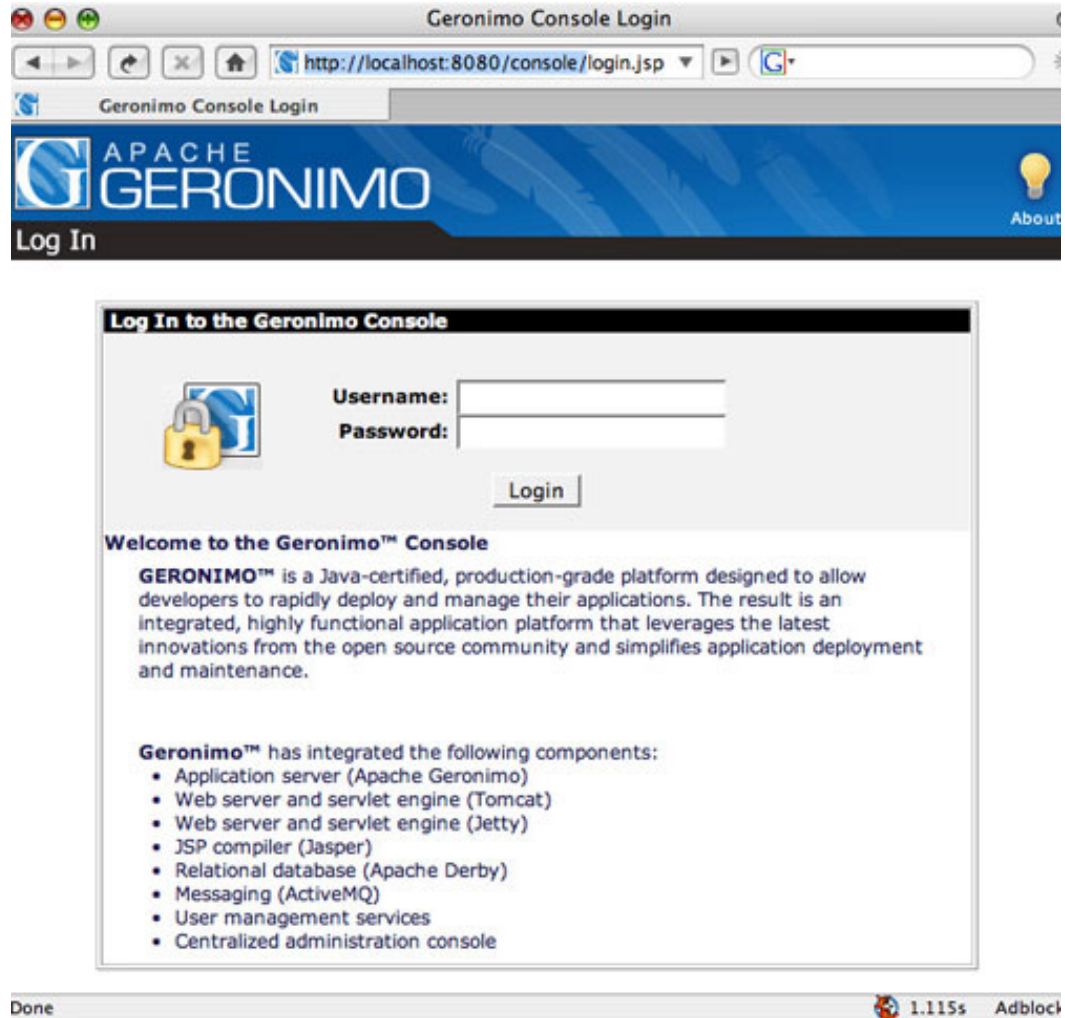 Geronimo Console Login
http://localhost:8080/console/login.jsp
G
Geronimo Console Login
APACHE
GERONIMO
About
Log In
Log In to the Geronimo Console
Username:
Password:
Login
Welcome to the Geronimo™ Console
GERONIMO™ is a Java-certified, production-grade platform designed to allow
developers to rapidly deploy and manage their applications. The result is an
integrated, highly functional application platform that leverages the latest
innovations from the open source community and simplifies application deployment
and maintenance.
Geronimo™ has integrated the following components:
• Application server (Apache Geronimo)
• Web server and servlet engine (Tomcat)
• Web server and servlet engine (Jetty)
• JSP compiler (Jasper)
• Relational database (Apache Derby)
• Messaging (ActiveMQ)
• User management services
• Centralized administration console
Done
1.115s Adblock